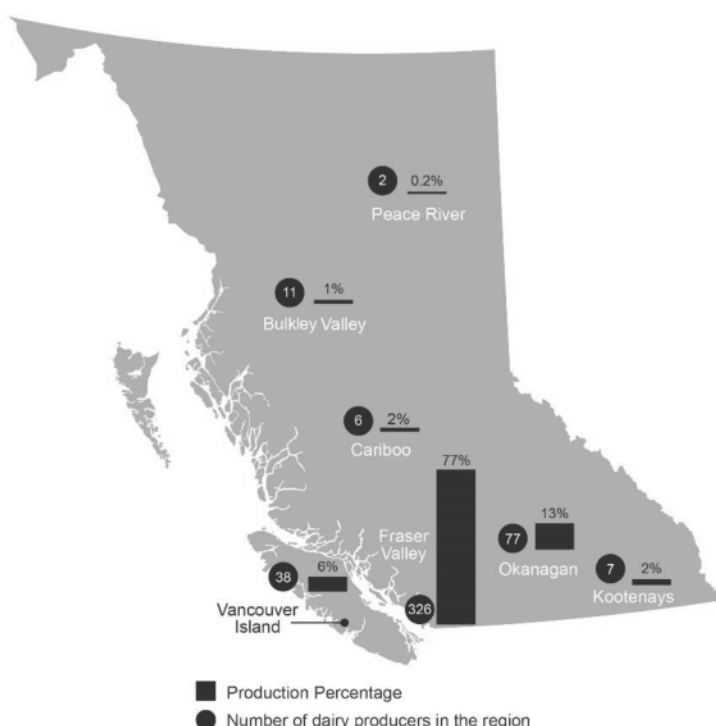 2
0.2%
Peace River
11
1%
Bulkley Valley
6
2%
Cariboo
77%
Fraser
Valley
326
13%
77
Okanagan
7
2%
Kootenays
38
6%
Vancouver
Island
Production Percentage
Number of dairy producers in the region